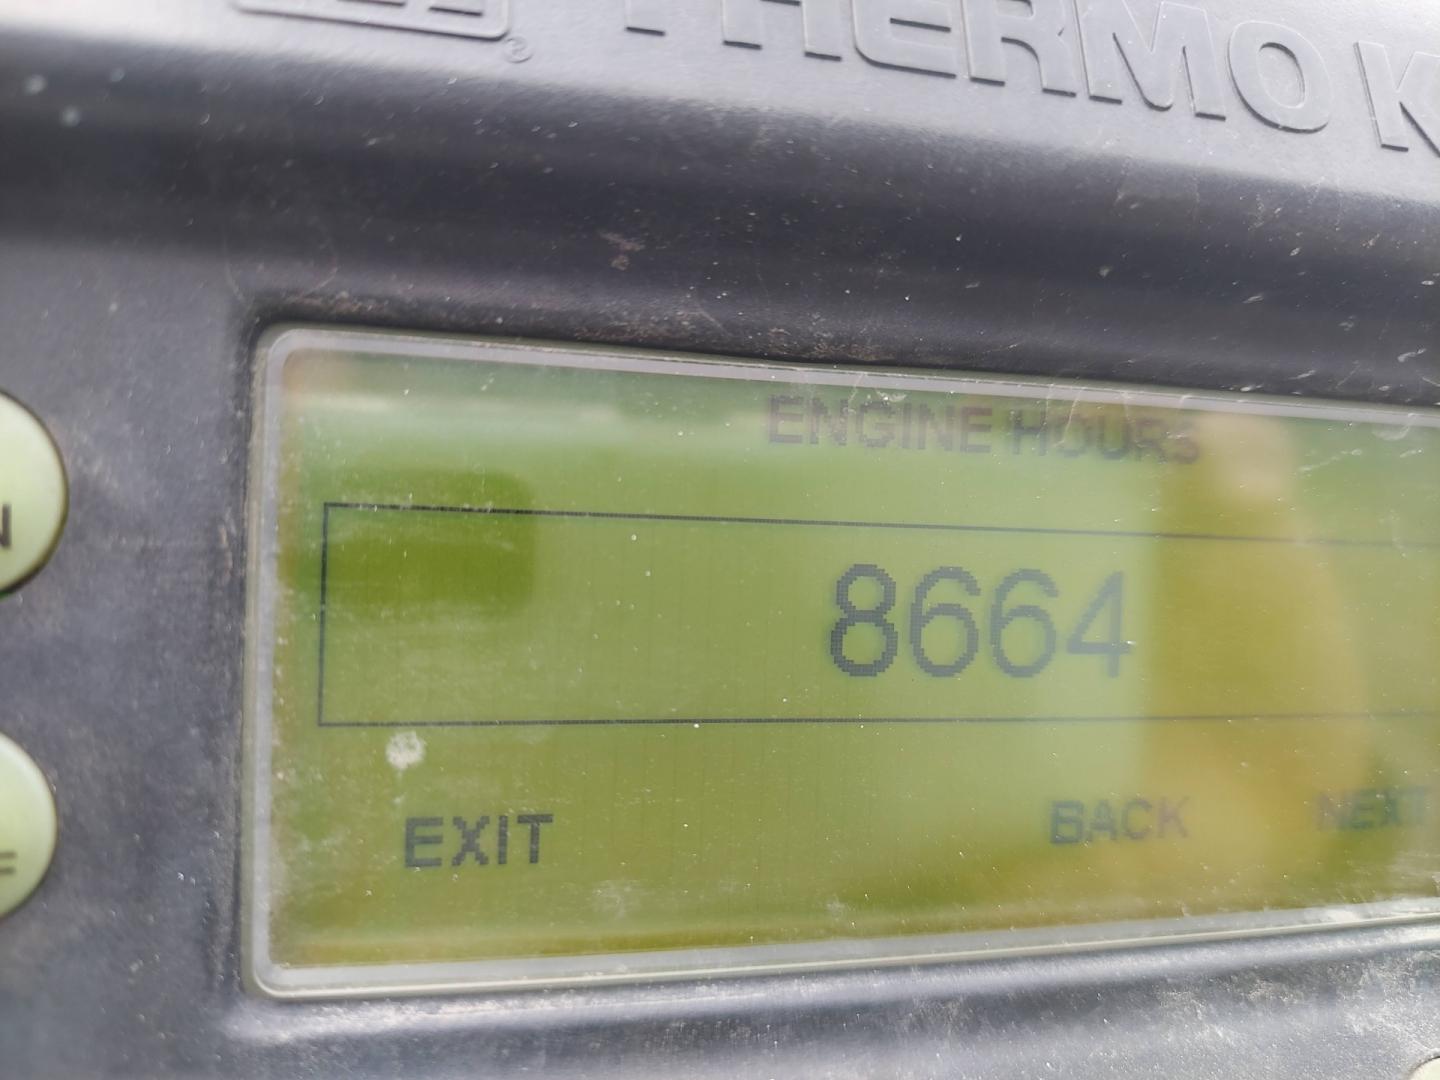 THERMO K
ENGINE HOURS
8664
EXIT BACK NEXT